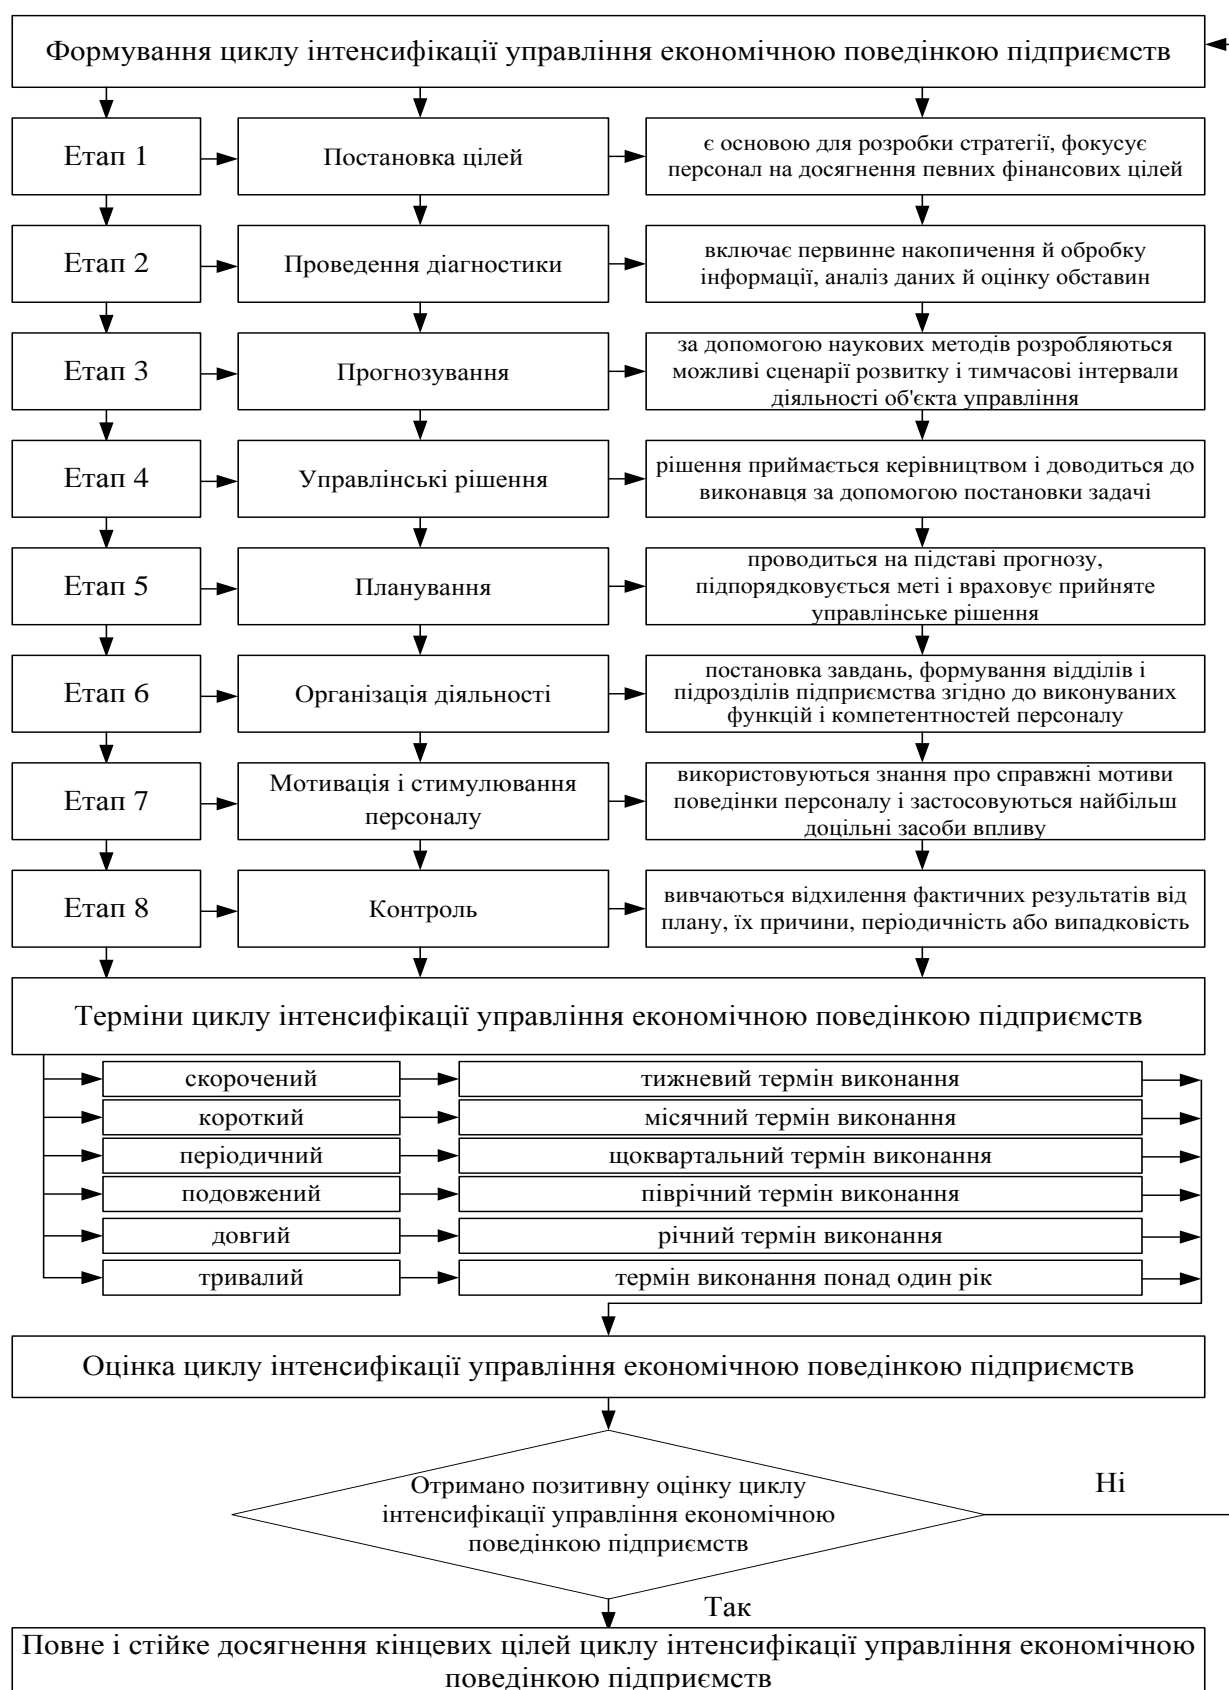 Формування циклу інтенсифікації управління економічною поведінкою підприємств
Етап 1
Постановка цілей
є основою для розробки стратегії, фокусує
персонал на досягнення певних фінансових цілей
Етап 2
Проведення діагностики
включає первинне накопичення й обробку
інформації, аналіз даних й оцінку обставин
Етап 3
Прогнозування
за допомогою наукових методів розробляються
можливі сценарії розвитку і тимчасові інтервали
діяльності об'єкта управління
Етап 4
Управлінські рішення
рішення приймається керівництвом і доводиться до
виконавця за допомогою постановки задачі
Етап 5
Планування
проводиться на підставі прогнозу,
підпорядковується меті і враховує прийняте
управлінське рішення
Етап 6
Організація діяльності
постановка завдань, формування відділів і
підрозділів підприємства згідно до виконуваних
функцій і компетентностей персоналу
Етап 7
Мотивація і стимулювання
персоналу
використовуються знання про справжні мотиви
поведінки персоналу і застосовуються найбільш
доцільні засоби впливу
Етап 8
Контроль
вивчаються відхилення фактичних результатів від
плану, їх причини, періодичність або випадковість
Терміни циклу інтенсифікації управління економічною поведінкою підприємств
скорочений
тижневий термін виконання
короткий
місячний термін виконання
періодичний
щоквартальний термін виконання
подовжений
піврічний термін виконання
довгий
річний термін виконання
тривалий
термін виконання понад один рік
Оцінка циклу інтенсифікації управління економічною поведінкою підприємств
Отримано позитивну оцінку циклу
інтенсифікації управління економічною
поведінкою підприємств
Ні
Так
Повне і стійке досягнення кінцевих цілей циклу інтенсифікації управління економічною
поведінкою підприємств